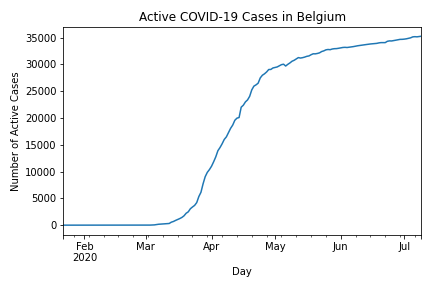 Active COVID-19 Cases in Belgium
Number of Active Cases
35000
30000
25000
20000
15000
10000
5000
0
Feb
2020
Mar
Apr
May
Jun
Jul
Day